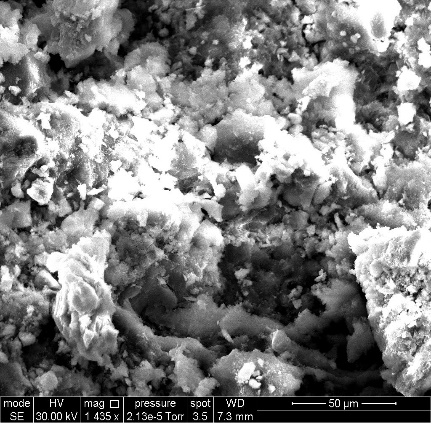 mode HV mag □ pressure spot WD
SE 30.00 kV 1 435 x 2.13e-5 Torr 3.5 7.3 mm
50 µm